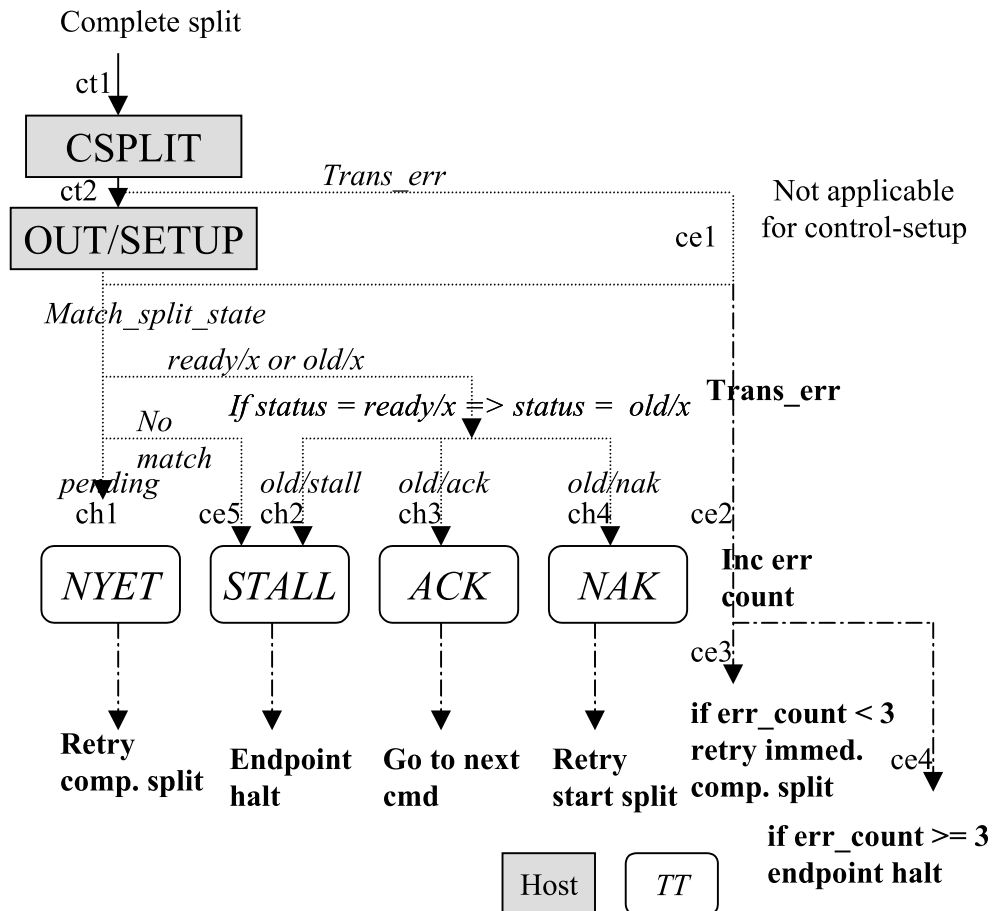 Complete split
ct1
CSPLIT
ct2
Trans_err
Not applicable
for control-setup
OUT/SETUP
ce1
Match_split_state
ready/x or old/x
Trans_err
If status = ready/x => status = old/x
No
match
pending
old/stall
old/ack
old/nak
ch1
ce5
ch2
ch3
ch4
ce2
NYET
STALL
ACK
NAK
Inc err
count
ce3
Retry
comp. split
Endpoint
halt
Go to next
cmd
Retry
start split
if err_count < 3
retry immed.
comp. split
ce4
if err_count >= 3
endpoint halt
Host
TT